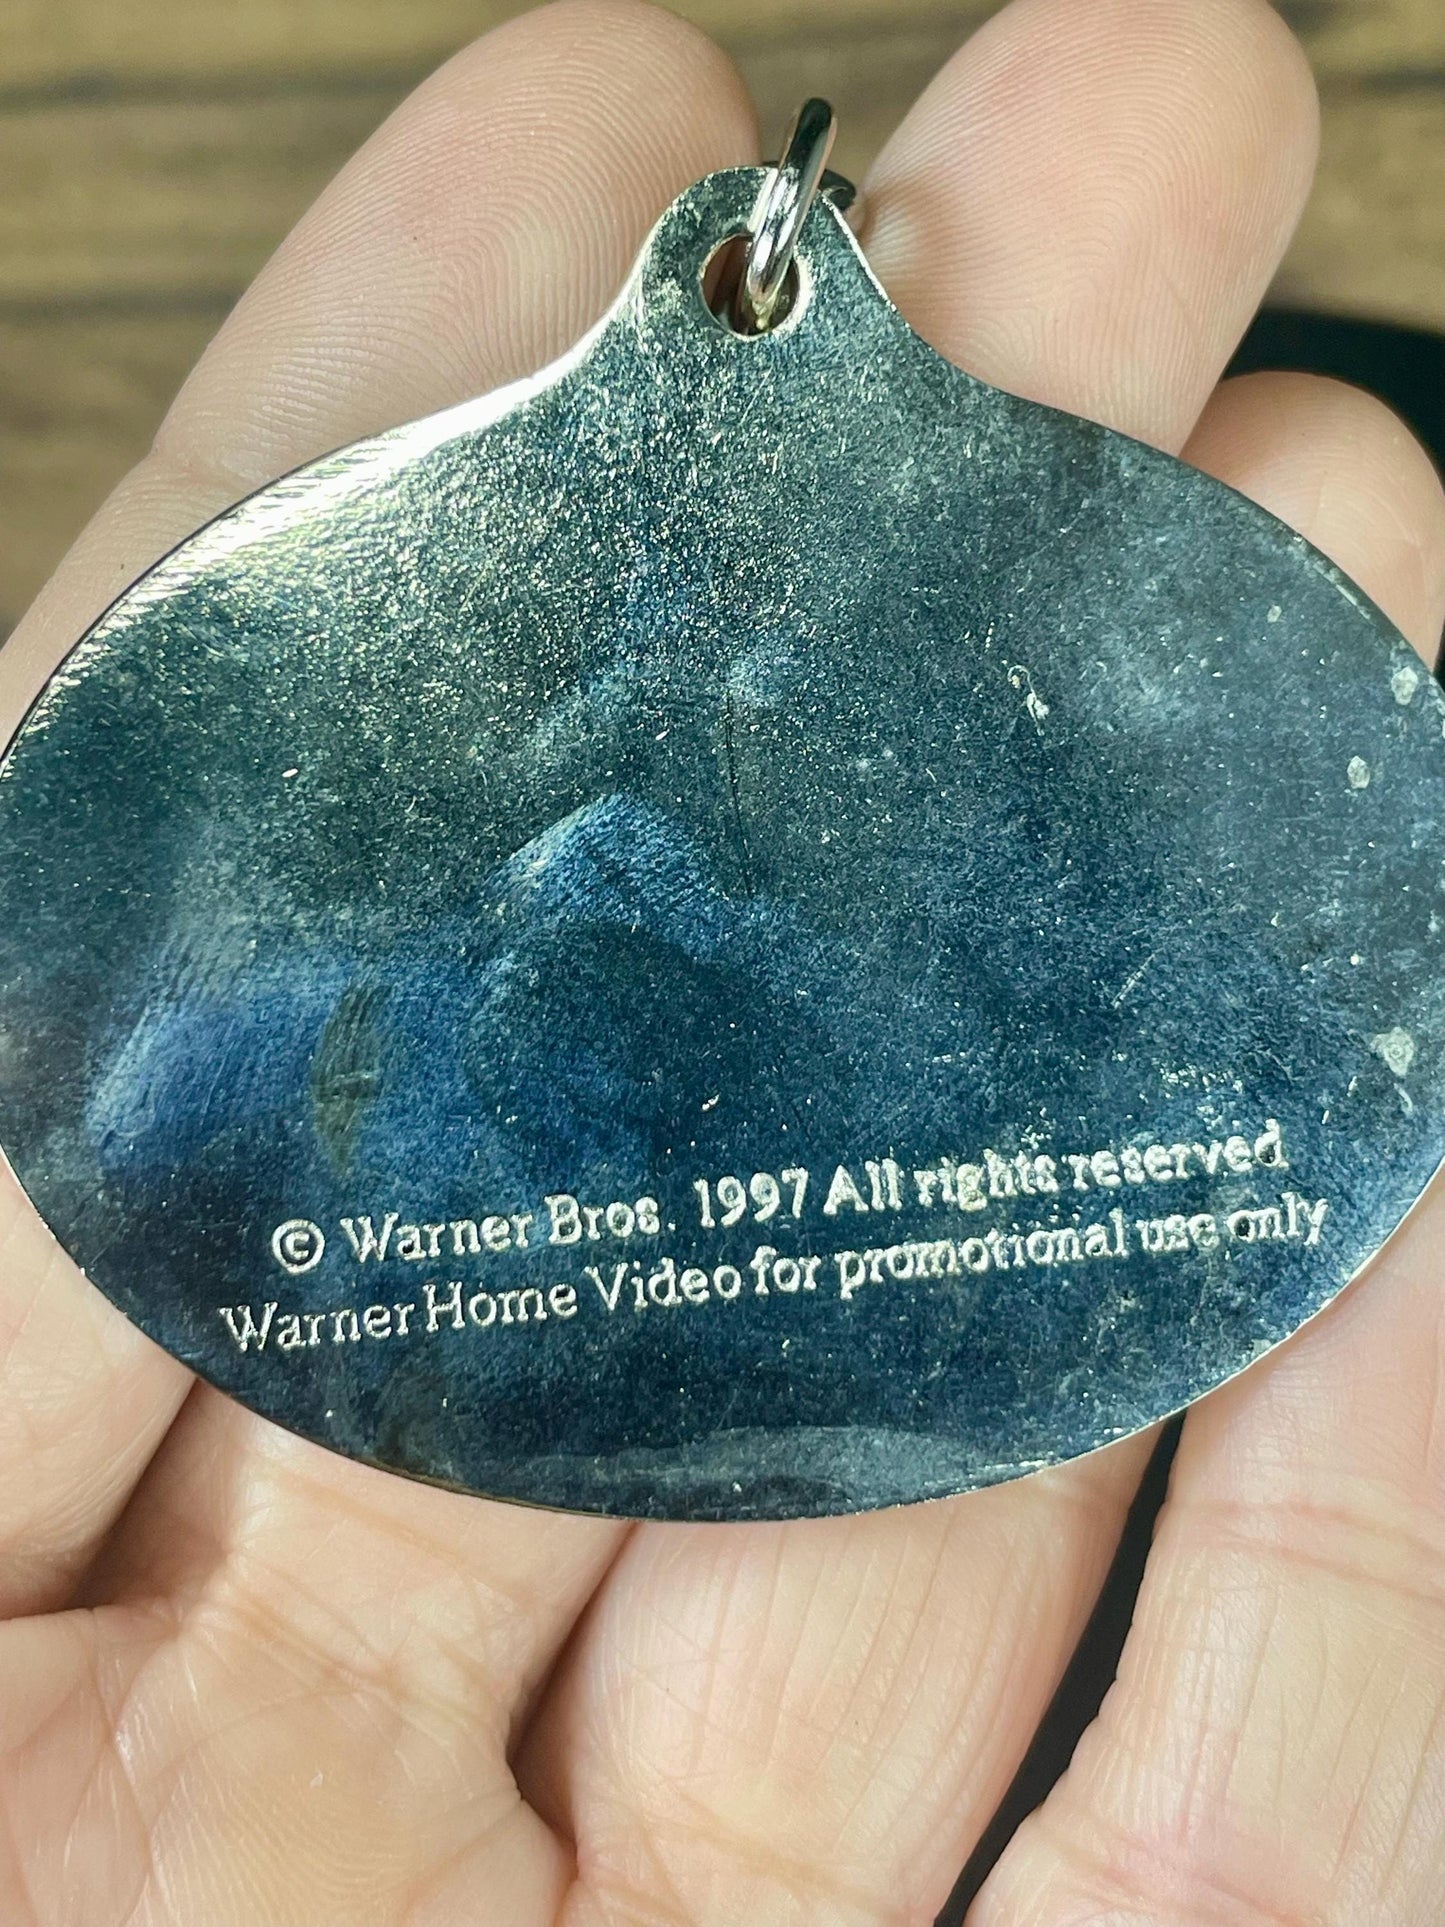 © Warner Bros. 1997 All rights reserved
Warner Home Video for promotional use only